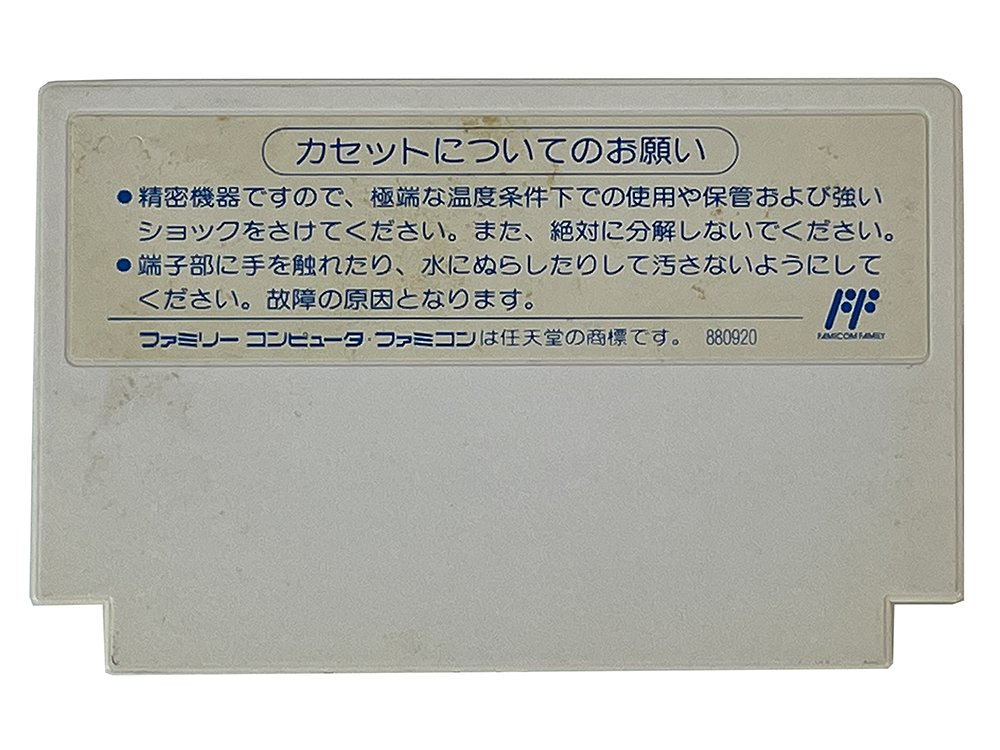 カセットについてのお願い
●精密機器ですので、極端な温度条件下での使用や保管および強い
ショックをさけてください。また、絶対に分解しないでください。
●端子部に手を触れたり、水にぬらしたりして汚さないようにして
ください。故障の原因となります。
ファミリー コンピュータ・ファミコンは任天堂の商標です。 880920
FAMICOM FAMILY